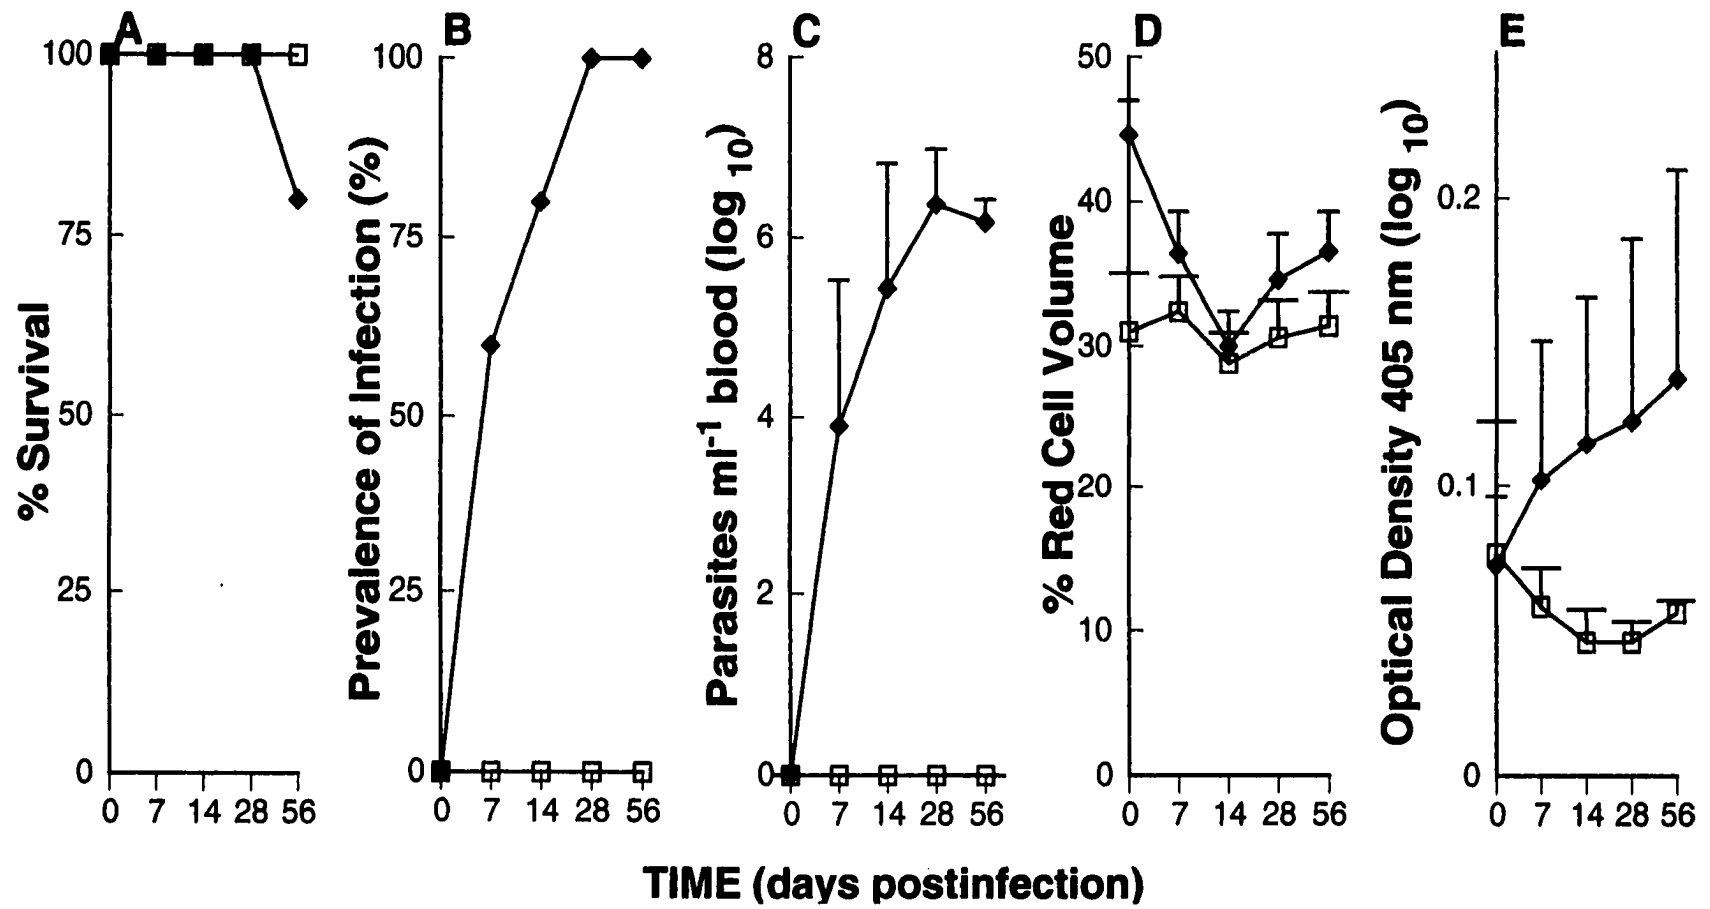 A
% Survival
100
75
50
25
0
0 7 14 28 56
B
Prevalence of Infection (%)
100
75
50
25
0
0 7 14 28 56
C
Parasites ml-1 blood (log 10)
8
6
4
2
0
0 7 14 28 56
D
% Red Cell Volume
50
40
30
20
10
0
0 7 14 28 56
E
Optical Density 405 nm (log 10)
0.2
0.1
0
0 7 14 28 56
TIME (days postinfection)